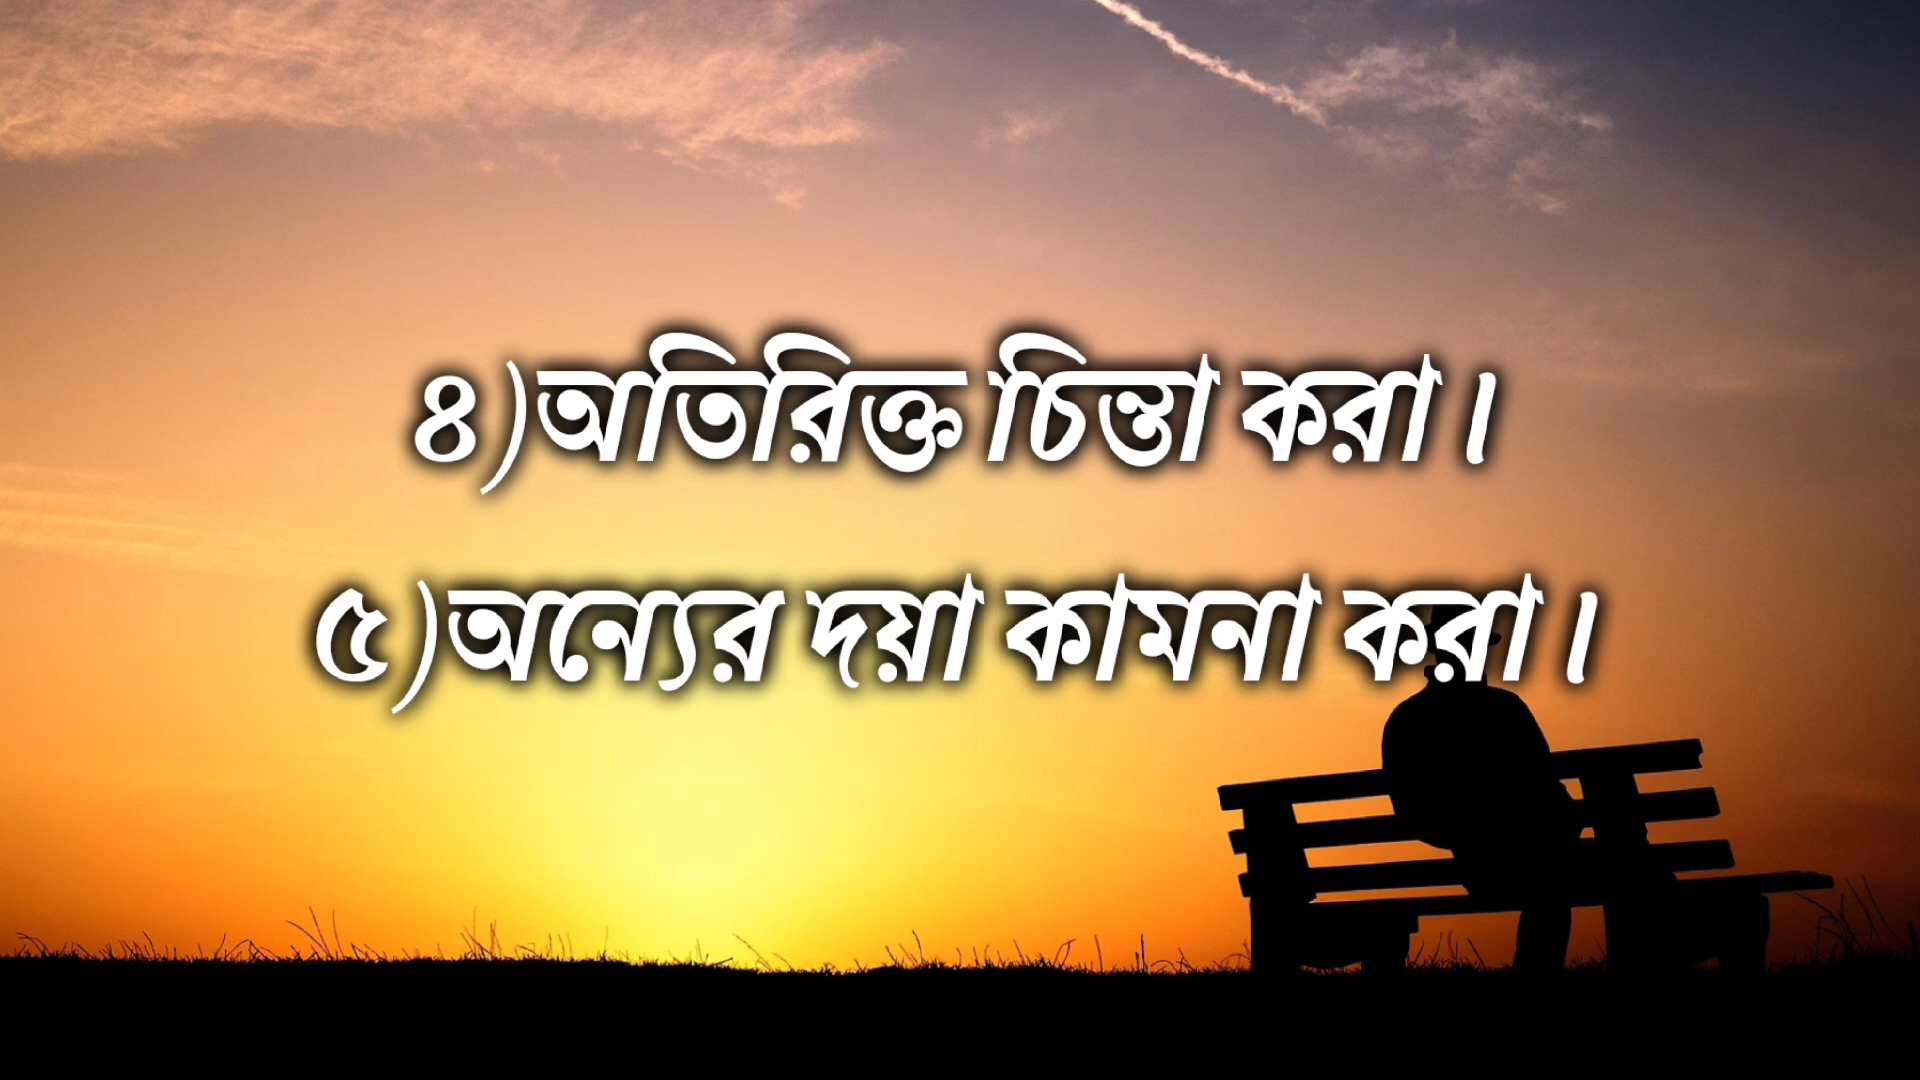 ৪)অতিরিক্ত চিন্তা করা।
৫)অন্যের দয়া কামনা করা।